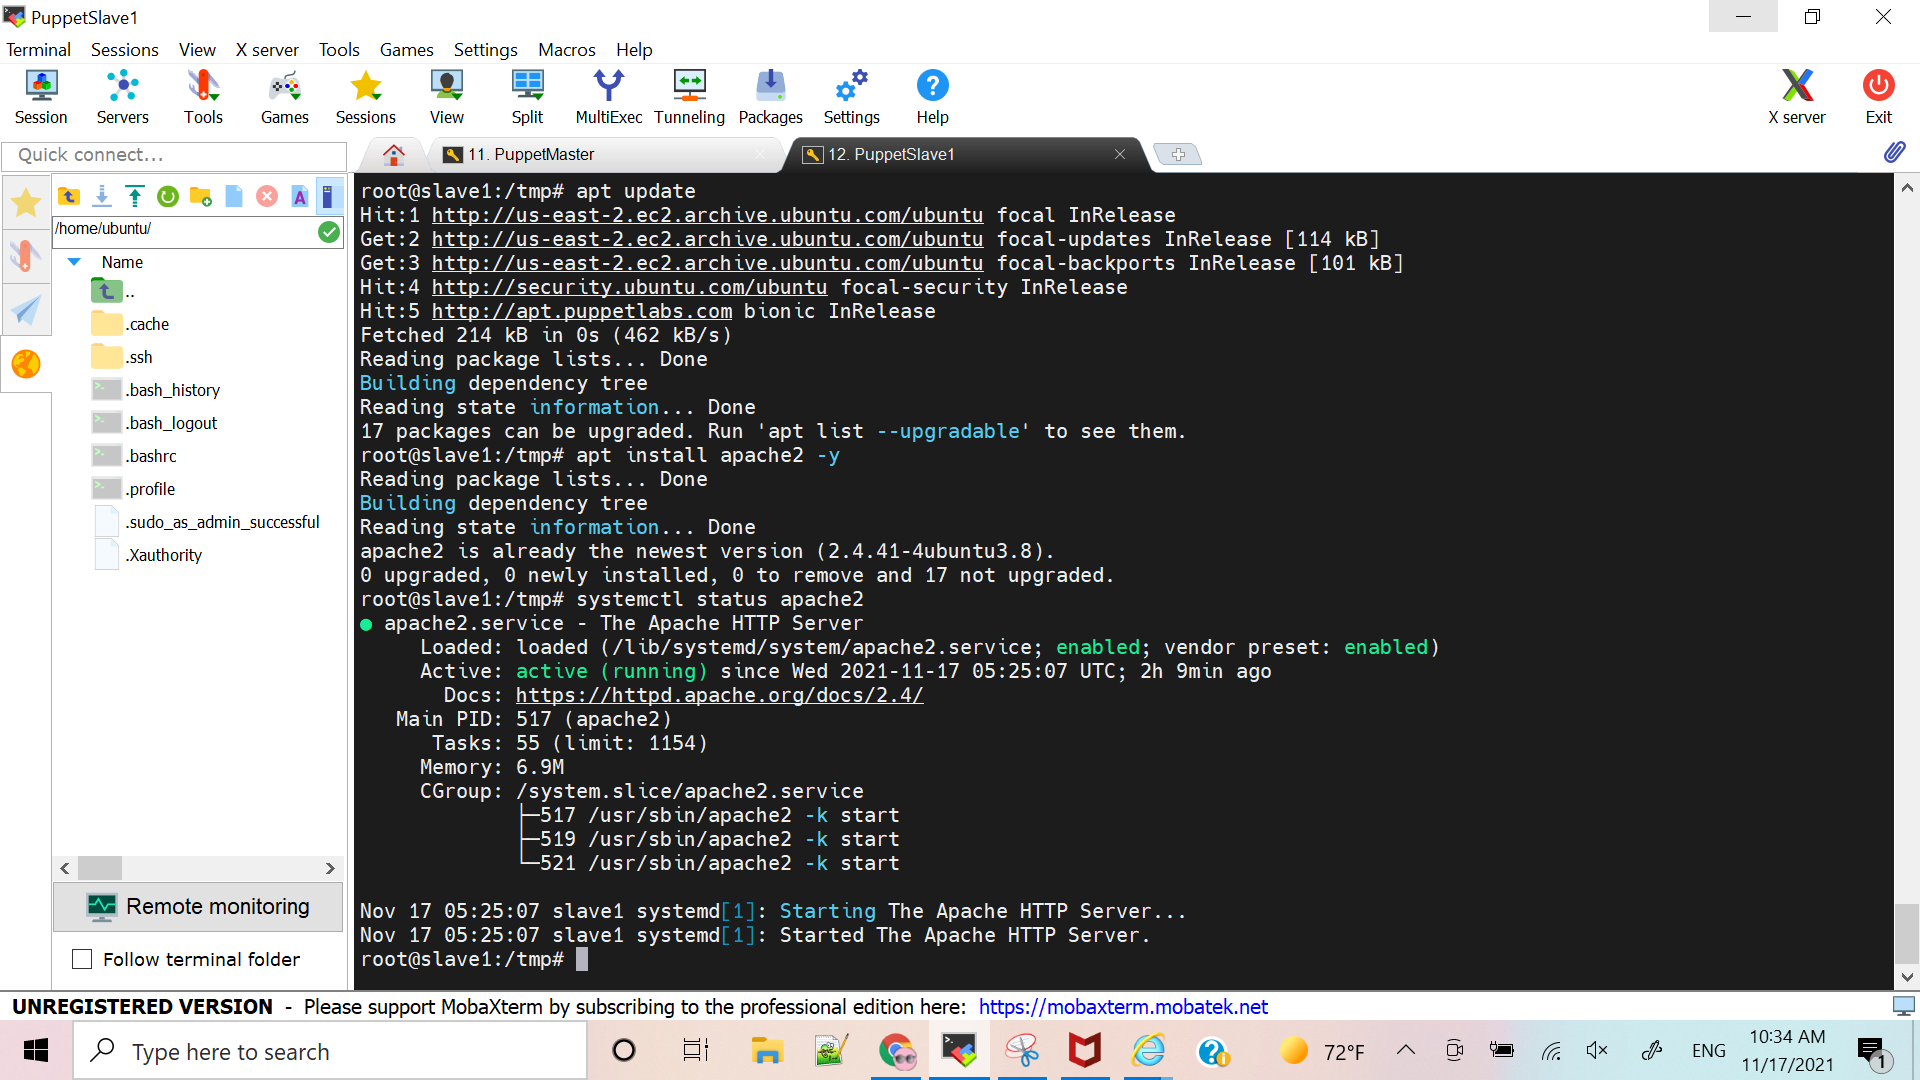 PuppetSlave1
Terminal Sessions View X server Tools Games Settings Macros Help
Session Servers Tools Games Sessions View Split MultiExec Tunneling Packages Settings Help X server Exit
Quick connect...
11. PuppetMaster
12. PuppetSlave1
/home/ubuntu/
Name
..
.cache
.ssh
.bash_history
.bash_logout
.bashrc
.profile
.sudo_as_admin_successful
.Xauthority
Remote monitoring
Follow terminal folder
root@slave1:/tmp# apt update
Hit:1 http://us-east-2.ec2.archive.ubuntu.com/ubuntu focal InRelease
Get:2 http://us-east-2.ec2.archive.ubuntu.com/ubuntu focal-updates InRelease [114 kB]
Get:3 http://us-east-2.ec2.archive.ubuntu.com/ubuntu focal-backports InRelease [101 kB]
Hit:4 http://security.ubuntu.com/ubuntu focal-security InRelease
Hit:5 http://apt.puppetlabs.com bionic InRelease
Fetched 214 kB in 0s (462 kB/s)
Reading package lists... Done
Building dependency tree
Reading state information... Done
17 packages can be upgraded. Run 'apt list --upgradable' to see them.
root@slave1:/tmp# apt install apache2 -y
Reading package lists... Done
Building dependency tree
Reading state information... Done
apache2 is already the newest version (2.4.41-4ubuntu3.8).
0 upgraded, 0 newly installed, 0 to remove and 17 not upgraded.
root@slave1:/tmp# systemctl status apache2
● apache2.service - The Apache HTTP Server
Loaded: loaded (/lib/systemd/system/apache2.service; enabled; vendor preset: enabled)
Active: active (running) since Wed 2021-11-17 05:25:07 UTC; 2h 9min ago
Docs: https://httpd.apache.org/docs/2.4/
Main PID: 517 (apache2)
Tasks: 55 (limit: 1154)
Memory: 6.9M
CGroup: /system.slice/apache2.service
├─517 /usr/sbin/apache2 -k start
├─519 /usr/sbin/apache2 -k start
└─521 /usr/sbin/apache2 -k start
Nov 17 05:25:07 slave1 systemd[1]: Starting The Apache HTTP Server...
Nov 17 05:25:07 slave1 systemd[1]: Started The Apache HTTP Server.
root@slave1:/tmp#
UNREGISTERED VERSION - Please support MobaXterm by subscribing to the professional edition here: https://mobaxterm.mobatek.net
Type here to search
72°F
ENG
10:34 AM
11/17/2021
1